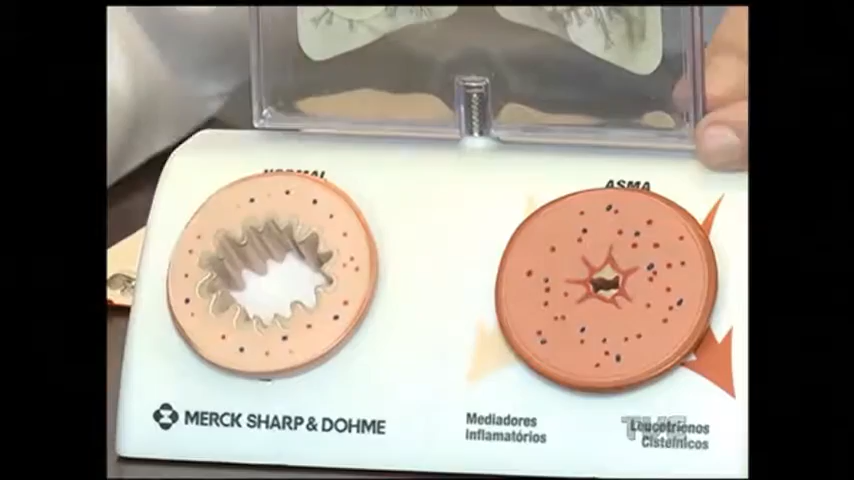 NORMAL
ASMA
MERCK SHARP & DOHME
Mediadores
Inflamatórios
Leucotrienos
Cisteínicos